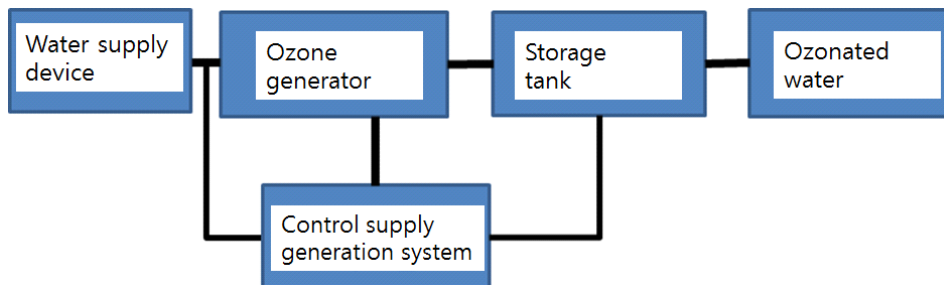 Water supply
device
Ozone
generator
Storage
tank
Ozonated
water
Control supply
generation system